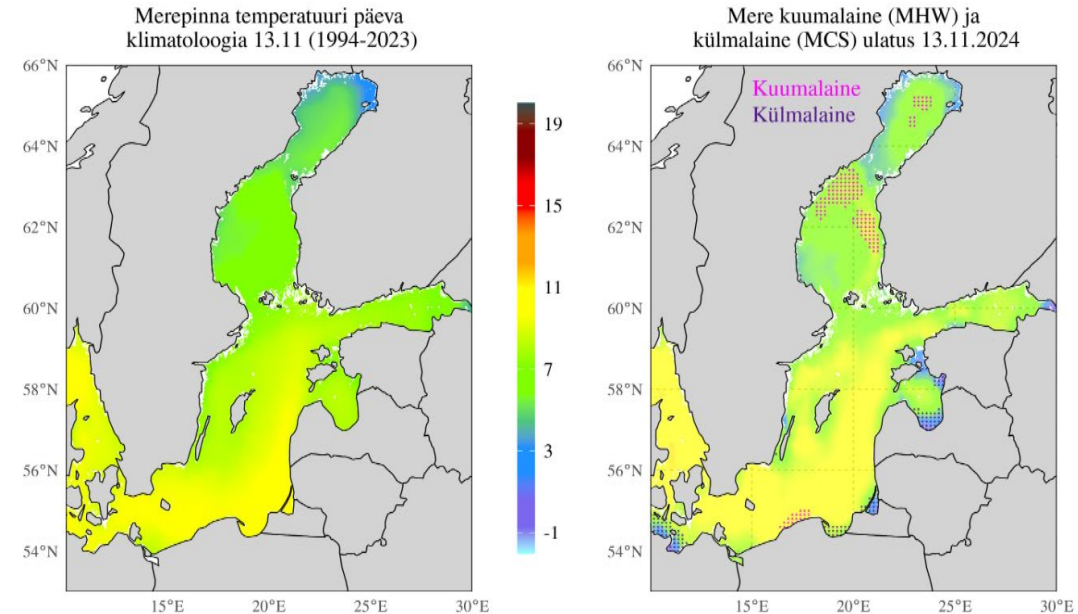 Merepinna temperatuuri päeva
klimatoloogia 13.11 (1994-2023)
66°N
64°N
62°N
60°N
58°N
56°N
54°N
15°E
20°E
25°E
30°E
19
15
11
7
3
-1
Mere kuumalaine (MHW) ja
külmalaine (MCS) ulatus 13.11.2024
Kuumalaine
Külmalaine
66°N
64°N
62°N
60°N
58°N
56°N
54°N
15°E
20°E
25°E
30°E